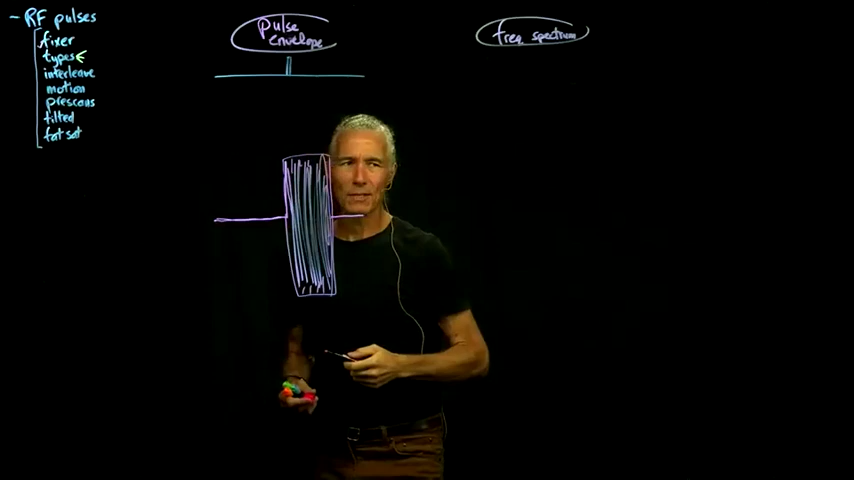 - RF pulses
fixer
types
interleave
motion
prescans
tilted
fat sat
pulse
envelope
freq spectrum